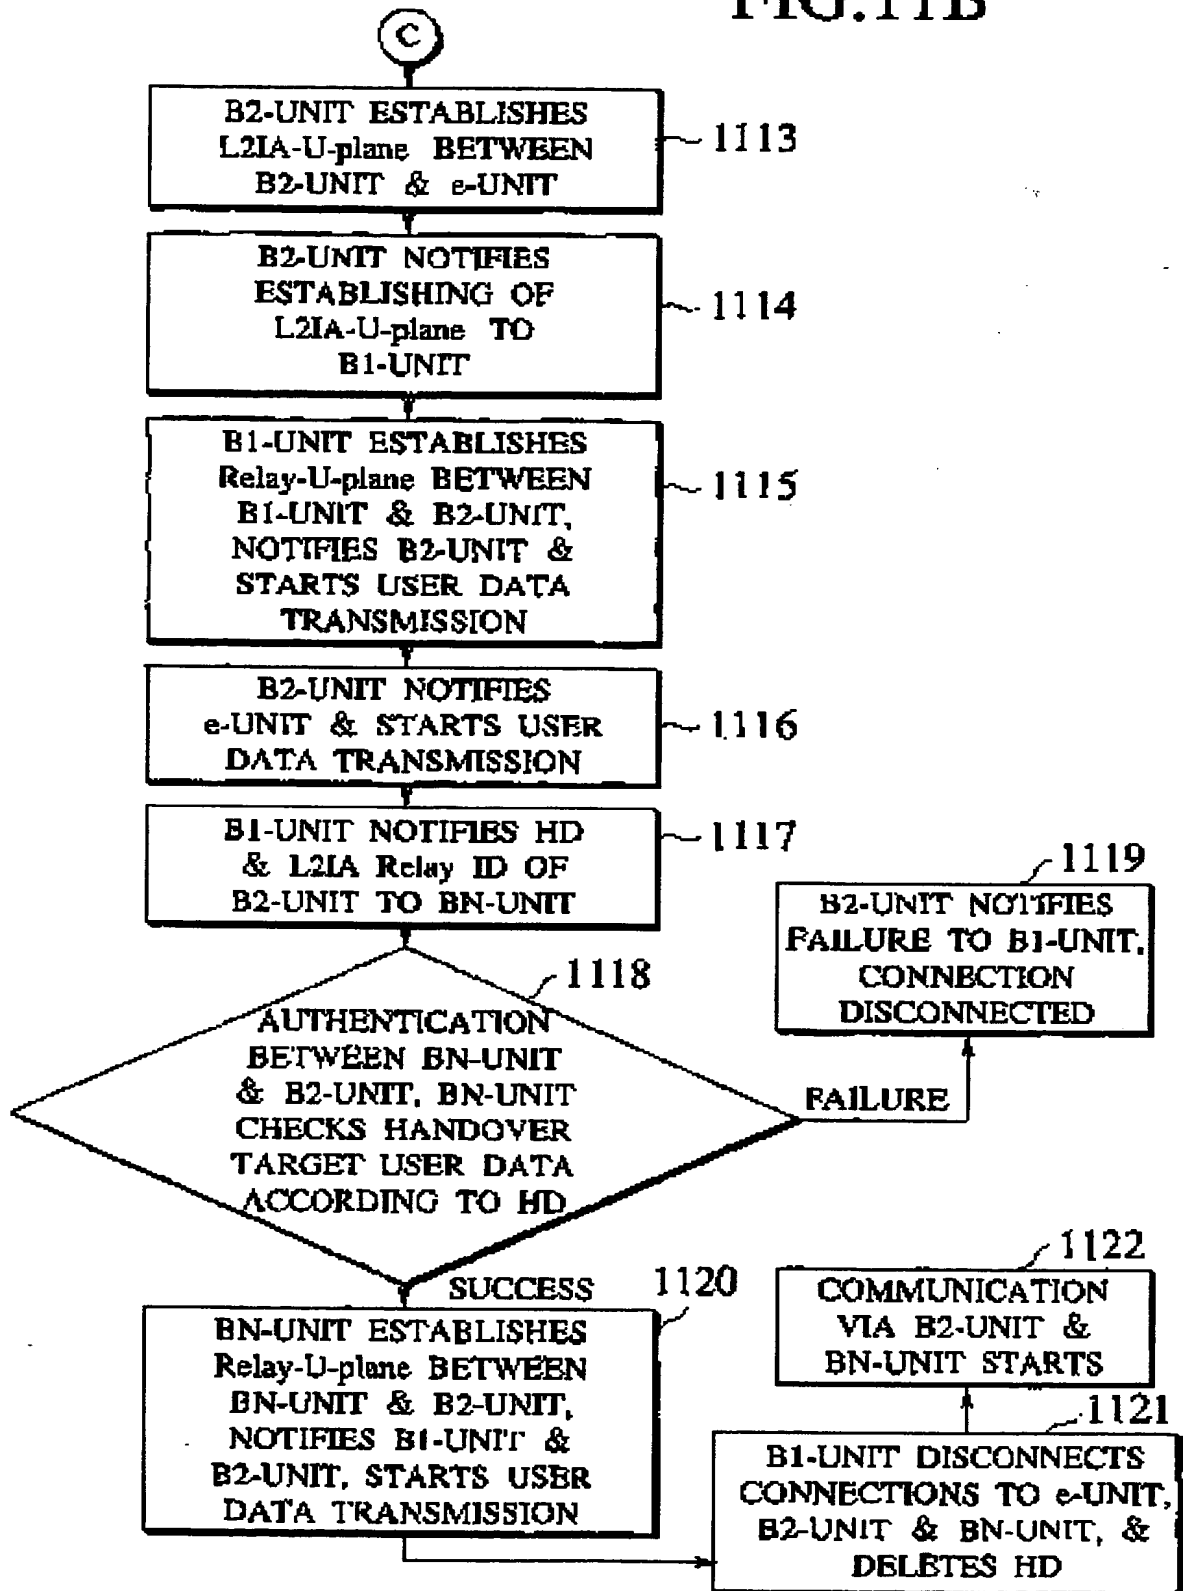 FIG.11B
C
B2-UNIT ESTABLISHES
L2IA-U-plane BETWEEN
B2-UNIT & e-UNIT
1113
B2-UNIT NOTIFIES
ESTABLISHING OF
L2IA-U-plane TO
B1-UNIT
1114
B1-UNIT ESTABLISHES
Relay-U-plane BETWEEN
B1-UNIT & B2-UNIT,
NOTIFIES B2-UNIT &
STARTS USER DATA
TRANSMISSION
1115
B2-UNIT NOTIFIES
e-UNIT & STARTS USER
DATA TRANSMISSION
1116
B1-UNIT NOTIFIES HD
& L2IA Relay ID OF
B2-UNIT TO BN-UNIT
1117
1118
AUTHENTICATION
BETWEEN BN-UNIT
& B2-UNIT, BN-UNIT
CHECKS HANDOVER
TARGET USER DATA
ACCORDING TO HD
FAILURE
1119
B2-UNIT NOTIFIES
FAILURE TO B1-UNIT,
CONNECTION
DISCONNECTED
SUCCESS
1120
BN-UNIT ESTABLISHES
Relay-U-plane BETWEEN
BN-UNIT & B2-UNIT,
NOTIFIES B1-UNIT &
B2-UNIT, STARTS USER
DATA TRANSMISSION
1121
B1-UNIT DISCONNECTS
CONNECTIONS TO e-UNIT,
B2-UNIT & BN-UNIT, &
DELETES HD
1122
COMMUNICATION
VIA B2-UNIT &
BN-UNIT STARTS